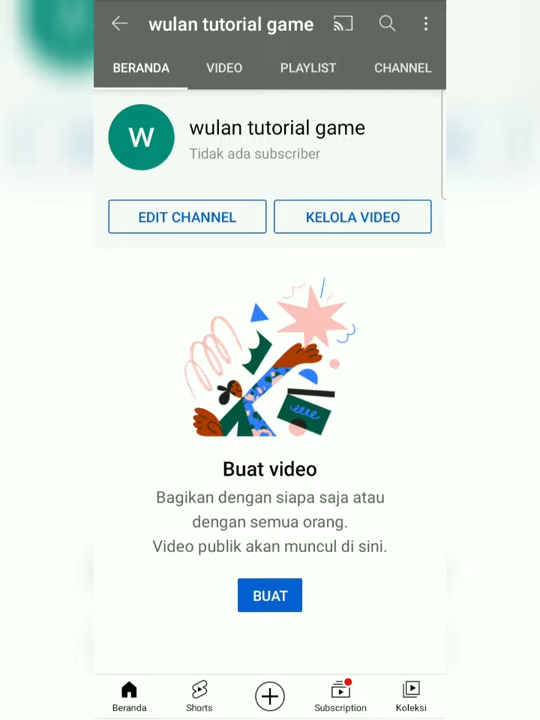 wulan tutorial game
BERANDA VIDEO PLAYLIST CHANNEL
W
wulan tutorial game
Tidak ada subscriber
EDIT CHANNEL KELOLA VIDEO
Buat video
Bagikan dengan siapa saja atau
dengan semua orang.
Video publik akan muncul di sini.
BUAT
Beranda Shorts Subscription Koleksi